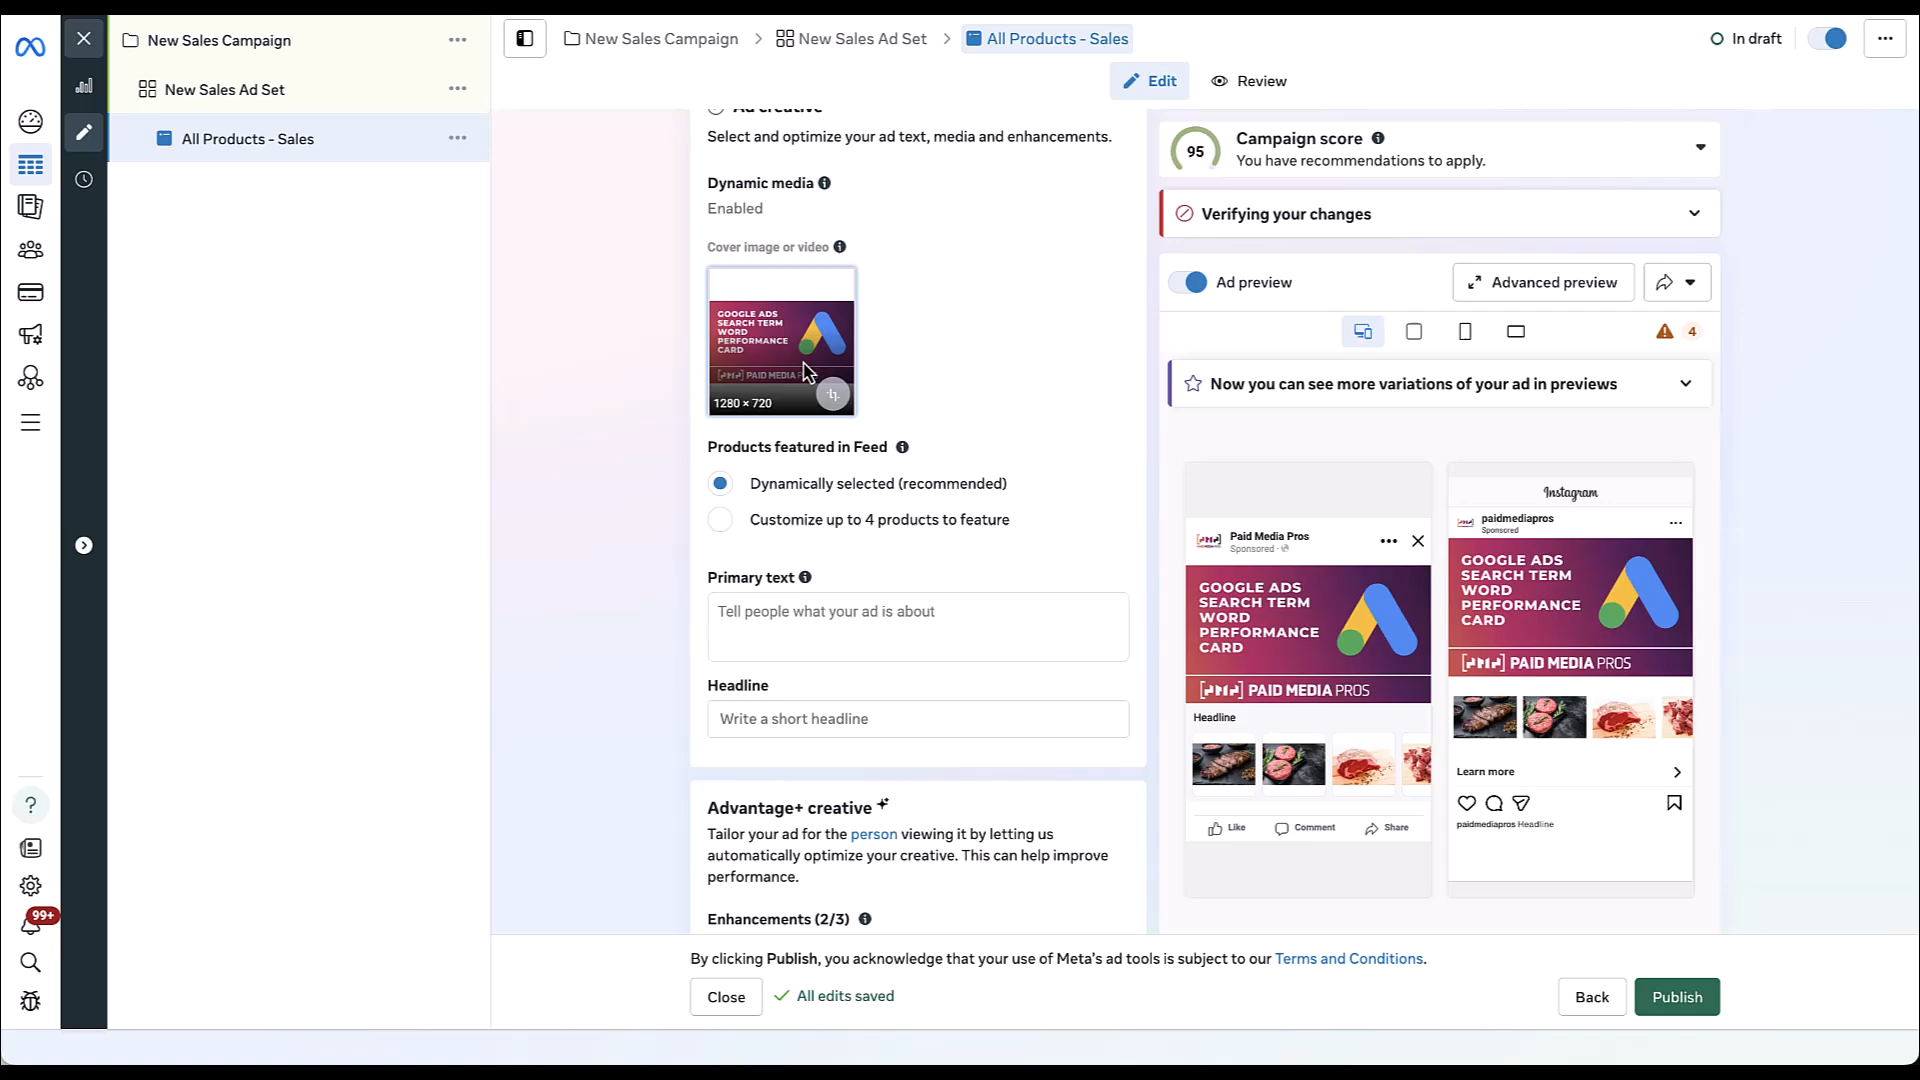 New Sales Campaign
New Sales Ad Set
All Products - Sales
New Sales Campaign
New Sales Ad Set
All Products - Sales
In draft
Edit
Review
Ad creative
Select and optimize your ad text, media and enhancements.
Dynamic media
Enabled
Cover image or video
GOOGLE ADS
SEARCH TERM
WORD
PERFORMANCE
CARD
PAID MEDIA
1280 × 720
Products featured in Feed
Dynamically selected (recommended)
Customize up to 4 products to feature
Primary text
Tell people what your ad is about
Headline
Write a short headline
Advantage+ creative
Tailor your ad for the person viewing it by letting us
automatically optimize your creative. This can help improve
performance.
Enhancements (2/3)
95
Campaign score
You have recommendations to apply.
Verifying your changes
Ad preview
Advanced preview
4
Now you can see more variations of your ad in previews
Paid Media Pros
Sponsored ·
GOOGLE ADS
SEARCH TERM
WORD
PERFORMANCE
CARD
[PMP] PAID MEDIA PROS
Headline
Like
Comment
Share
Instagram
paidmediapros
Sponsored
GOOGLE ADS
SEARCH TERM
WORD
PERFORMANCE
CARD
[PMP] PAID MEDIA PROS
Learn more
paidmediapros Headline
99+
By clicking Publish, you acknowledge that your use of Meta's ad tools is subject to our Terms and Conditions.
Close
All edits saved
Back
Publish